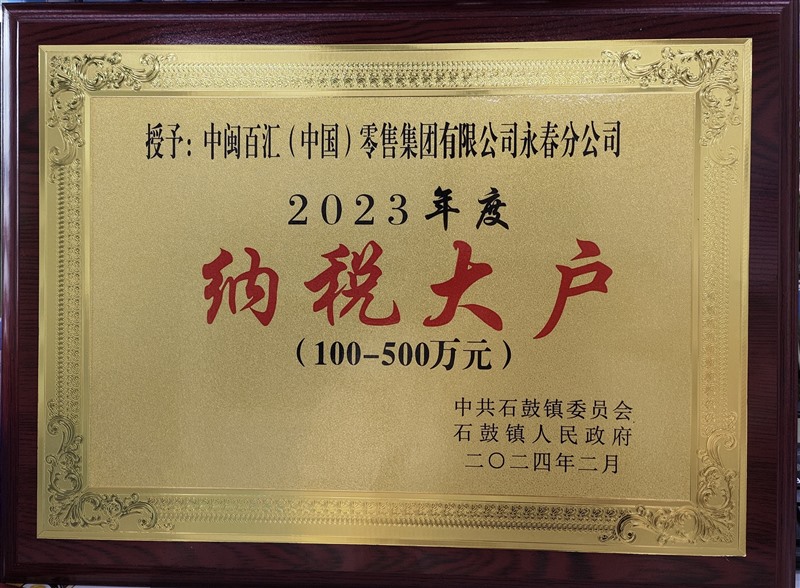 授予：中闽百汇（中国）零售集团有限公司永春分公司
2023年度
纳税大户
（100-500万元）
中共石鼓镇委员会
石鼓镇人民政府
二〇二四年二月